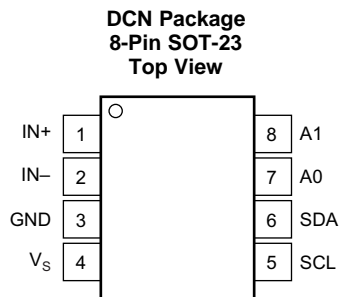 DCN Package
8-Pin SOT-23
Top View
IN+ 1 8 A1
IN– 2 7 A0
GND 3 6 SDA
VS 4 5 SCL